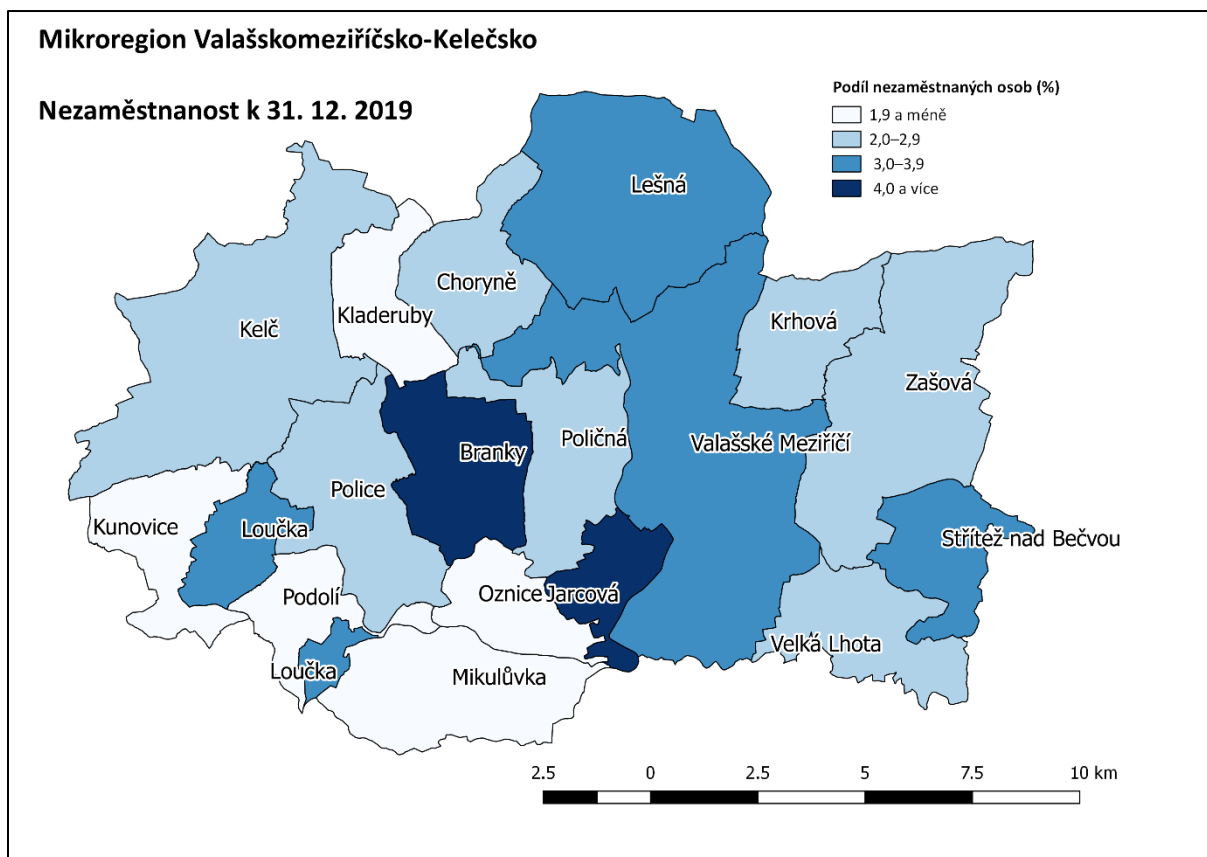 Mikroregion Valašskomeziříčsko-Kelečsko
Nezaměstnanost k 31. 12. 2019
Podíl nezaměstnaných osob (%)
1,9 a méně
2,0–2,9
3,0–3,9
4,0 a více
Lešná
Choryně
Kladeruby
Kelč
Krhová
Zašová
Poličná
Valašské Meziříčí
Branky
Police
Kunovice
Loučka
Střítež nad Bečvou
Podolí
Oznice
Jarcová
Velká Lhota
Loučka
Mikulůvka
2.5 0 2.5 5 7.5 10 km